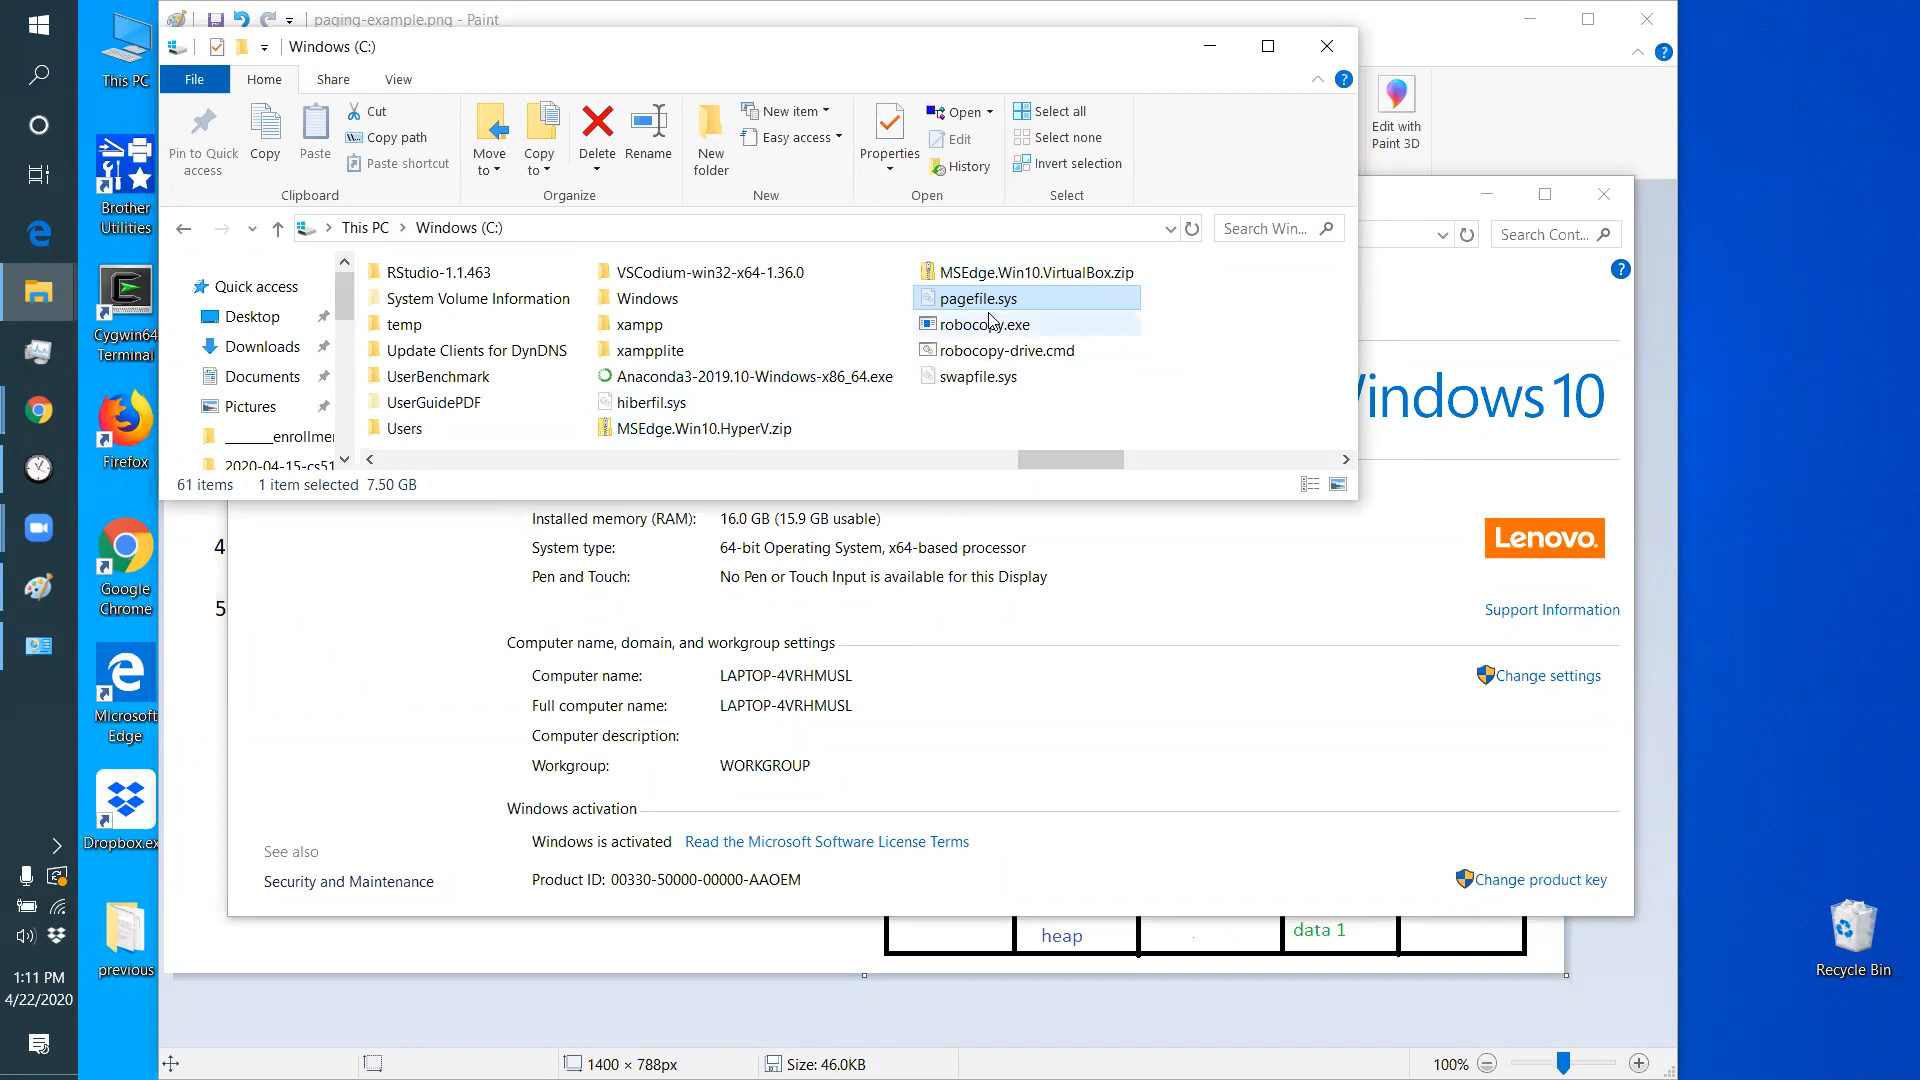 paging-example.png - Paint
Windows (C:)
File
Home
Share
View
Pin to Quick
access
Copy
Paste
Cut
Copy path
Paste shortcut
Clipboard
Move
to
Copy
to
Delete
Rename
Organize
New
folder
New item
Easy access
New
Properties
Open
Edit
History
Open
Select all
Select none
Invert selection
Select
Edit with
Paint 3D
This PC
Windows (C:)
Search Win...
Search Cont...
Quick access
Desktop
Downloads
Documents
Pictures
_______enrollmer
2020-04-15-cs51
RStudio-1.1.463
System Volume Information
temp
Update Clients for DynDNS
UserBenchmark
UserGuidePDF
Users
VSCodium-win32-x64-1.36.0
Windows
xampp
xampplite
Anaconda3-2019.10-Windows-x86_64.exe
hiberfil.sys
MSEdge.Win10.HyperV.zip
MSEdge.Win10.VirtualBox.zip
pagefile.sys
robocopy.exe
robocopy-drive.cmd
swapfile.sys
61 items
1 item selected 7.50 GB
Windows 10
Installed memory (RAM): 16.0 GB (15.9 GB usable)
System type: 64-bit Operating System, x64-based processor
Pen and Touch: No Pen or Touch Input is available for this Display
Lenovo
Support Information
Computer name, domain, and workgroup settings
Computer name: LAPTOP-4VRHMUSL
Change settings
Full computer name: LAPTOP-4VRHMUSL
Computer description:
Workgroup: WORKGROUP
Windows activation
Windows is activated Read the Microsoft Software License Terms
Product ID: 00330-50000-00000-AAOEM
Change product key
See also
Security and Maintenance
4
5
heap
data 1
1400 × 788px
Size: 46.0KB
100%
This PC
Brother
Utilities
Cygwin64
Terminal
Firefox
Google
Chrome
Microsoft
Edge
Dropbox.ex
previous
Recycle Bin
1:11 PM
4/22/2020